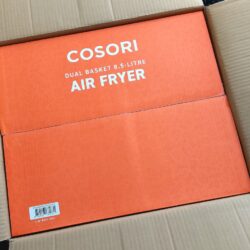 COSORI
DUAL BASKET 8.5-LITRE
AIR FRYER